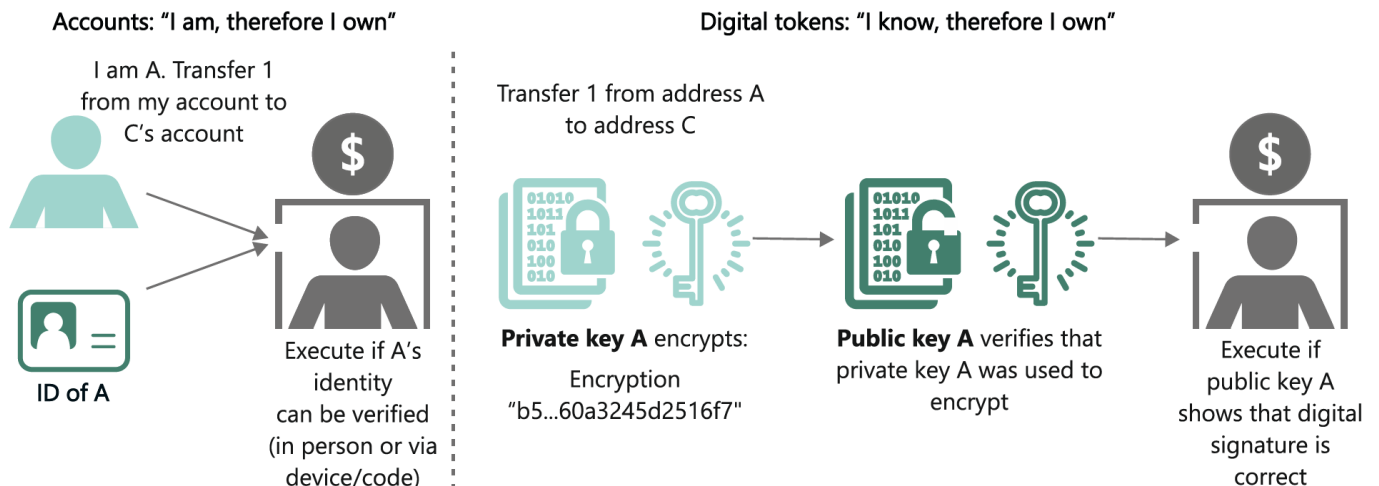 Accounts: “I am, therefore I own”
I am A. Transfer 1
from my account to
C’s account
$
ID of A
Execute if A’s
identity
can be verified
(in person or via
device/code)
Digital tokens: “I know, therefore I own”
Transfer 1 from address A
to address C
01010
1011
101
010
100
010
Private key A encrypts:
Encryption
“b5...60a3245d2516f7"
01010
1011
101
010
100
010
Public key A verifies that
private key A was used to
encrypt
$
Execute if
public key A
shows that digital
signature is
correct